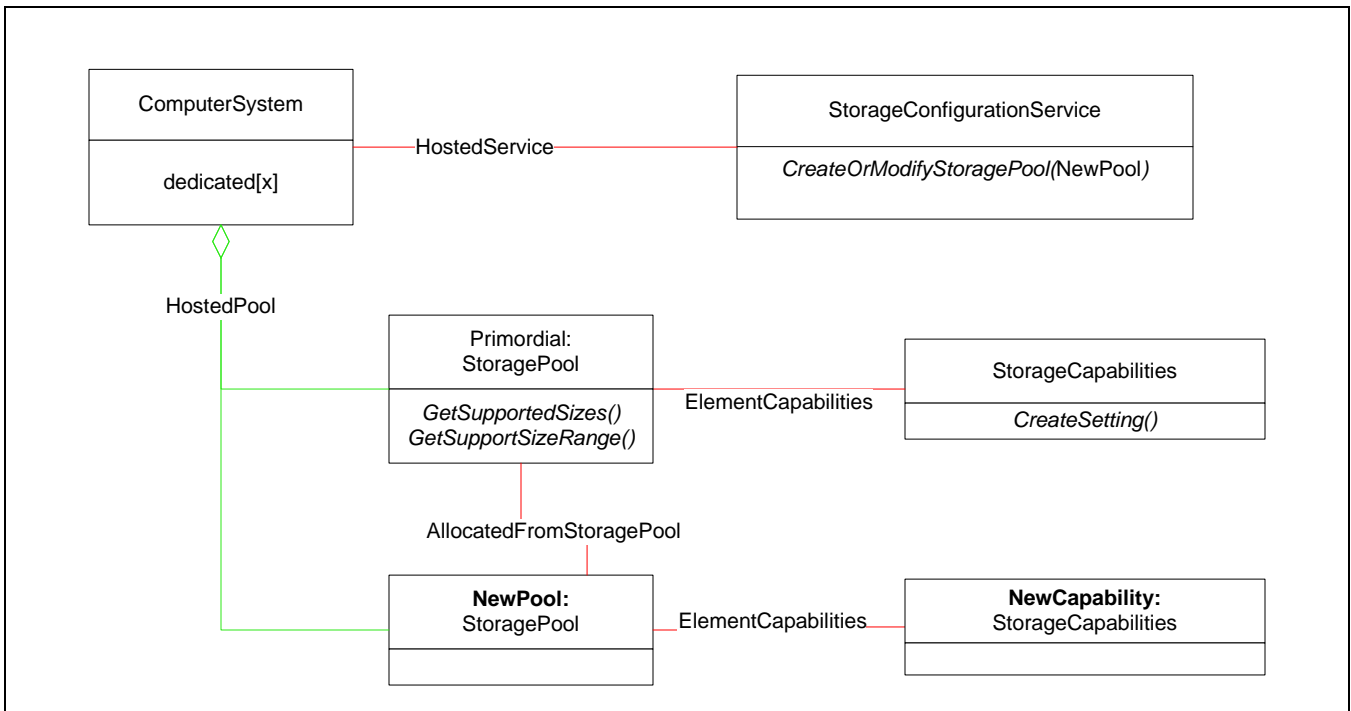 ComputerSystem
dedicated[x]
HostedService
StorageConfigurationService
CreateOrModifyStoragePool(NewPool)
HostedPool
Primordial:
StoragePool
GetSupportedSizes()
GetSupportSizeRange()
ElementCapabilities
StorageCapabilities
CreateSetting()
AllocatedFromStoragePool
NewPool:
StoragePool
ElementCapabilities
NewCapability:
StorageCapabilities